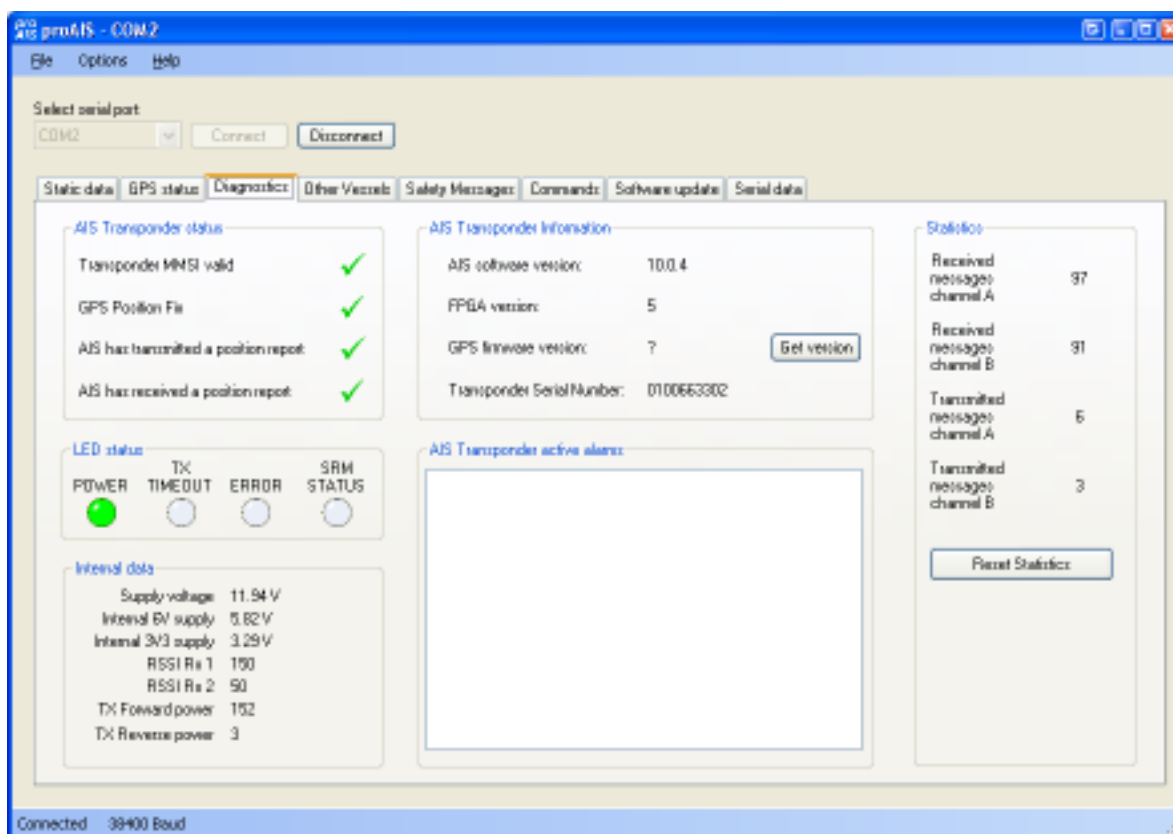 pro AIS proAIS - COM2
File Options Help
Select serial port
COM2 Connect Disconnect
Static data GPS status Diagnostics Other Vessels Safety Messages Commands Software update Serial data
AIS Transponder status
Transponder MMSI valid
GPS Position Fix
AIS has transmitted a position report
AIS has received a position report
LED status
POWER
TX
TIMEOUT
ERROR
SRM
STATUS
Internal data
Supply voltage 11.94 V
Internal 6V supply 5.82 V
Internal 3V3 supply 3.29 V
RSSI Rx 1 150
RSSI Rx 2 50
TX Forward power 152
TX Reverse power 3
AIS Transponder Information
AIS software version: 10.0.4
FPGA version: 5
GPS firmware version: ? Get version
Transponder Serial Number: 0100663302
AIS Transponder active alarms
Statistics
Received
messages
channel A
97
Received
messages
channel B
91
Transmitted
messages
channel A
6
Transmitted
messages
channel B
3
Reset Statistics
Connected 38400 Baud